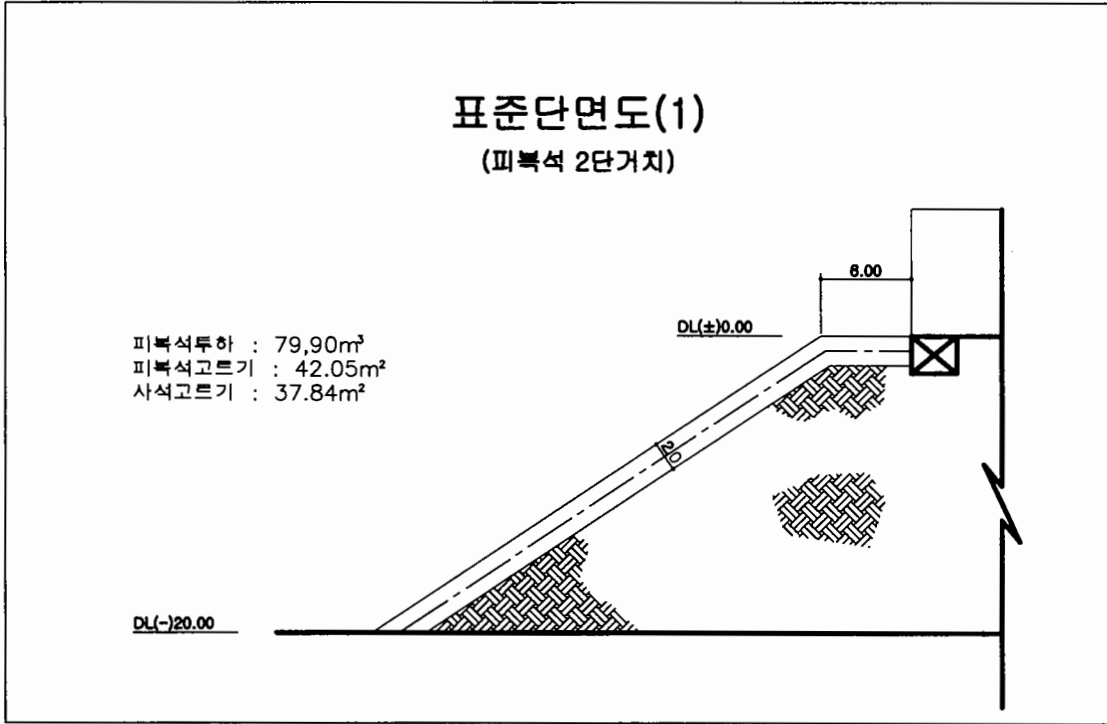 표준단면도(1)
(피복석 2단거치)
6.00
DL(±)0.00
피복석투하 : 79,90m³
피복석고르기 : 42.05m²
사석고르기 : 37.84m²
20
DL(-)20.00